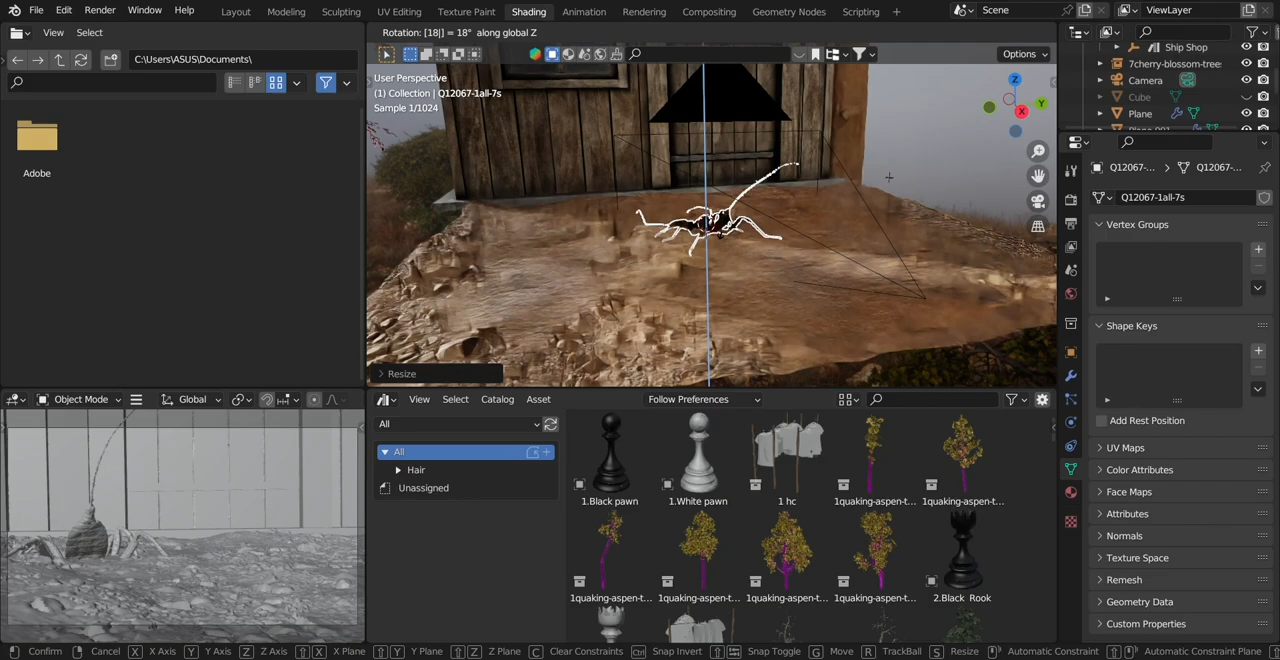 File Edit Render Window Help
Layout Modeling Sculpting UV Editing Texture Paint Shading Animation Rendering Compositing Geometry Nodes Scripting
Scene
ViewLayer
View Select
Rotation: [18|] = 18° along global Z
C:\Users\ASUS\Documents\
Adobe
Options
User Perspective
(1) Collection | Q12067-1all-7s
Sample 1/1024
Z
Y
X
Resize
Ship Shop
7cherry-blossom-tree
Camera
Cube
Plane
Q12067-...
Q12067-...
Q12067-1all-7s
Vertex Groups
Shape Keys
Add Rest Position
UV Maps
Color Attributes
Face Maps
Attributes
Normals
Texture Space
Remesh
Geometry Data
Custom Properties
Object Mode
Global
View Select Catalog Asset
Follow Preferences
All
All
Hair
Unassigned
1.Black pawn
1.White pawn
1 hc
1quaking-aspen-t...
1quaking-aspen-t...
1quaking-aspen-t...
1quaking-aspen-t...
1quaking-aspen-t...
1quaking-aspen-t...
2.Black Rook
Confirm Cancel X X Axis Y Y Axis Z Z Axis X X Plane Y Y Plane Z Z Plane C Clear Constraints Ctrl Snap Invert Snap Toggle G Move R TrackBall S Resize Automatic Constraint Automatic Constraint Plane